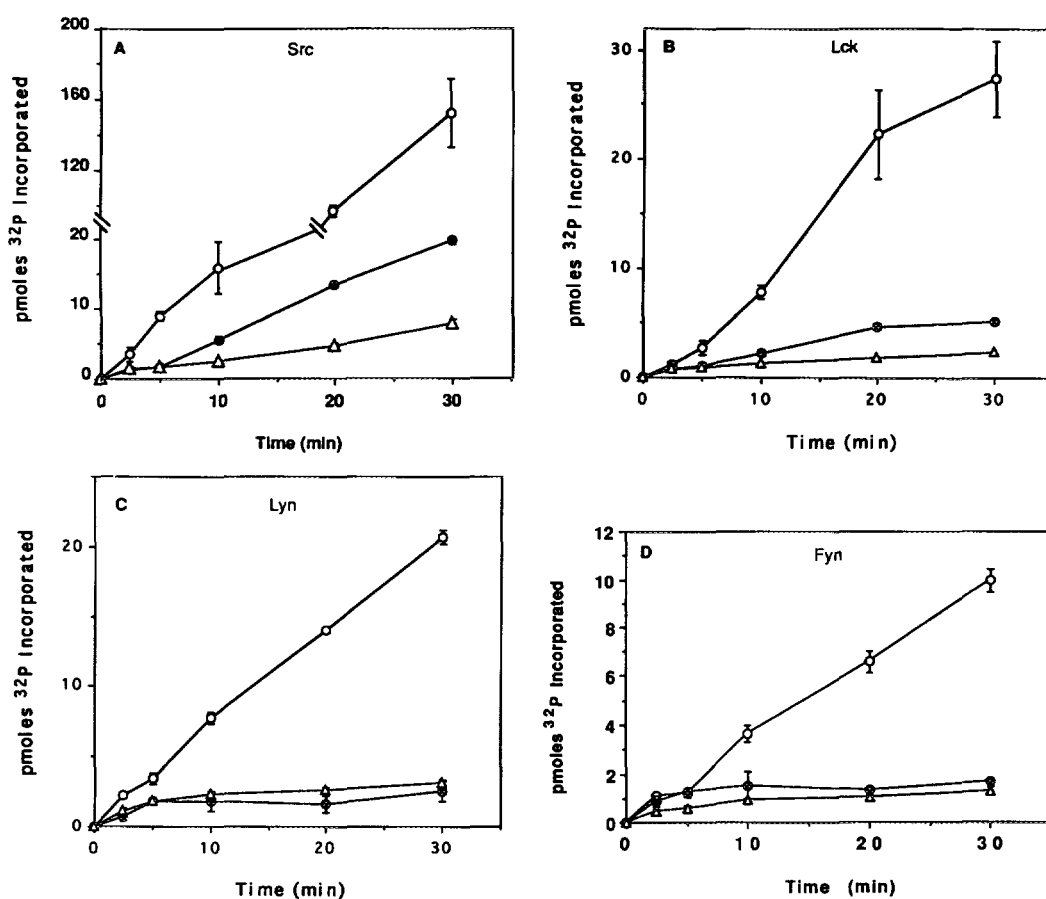 A Src
pmoles ³²P Incorporated
200
160
120
20
10
0
0 10 20 30
Time (min)
B Lck
pmoles ³²P Incorporated
30
20
10
0
0 10 20 30
Time (min)
C Lyn
pmoles ³²P Incorporated
20
10
0
0 10 20 30
Time (min)
D Fyn
pmoles ³²P Incorporated
12
10
8
6
4
2
0
0 10 20 30
Time (min)